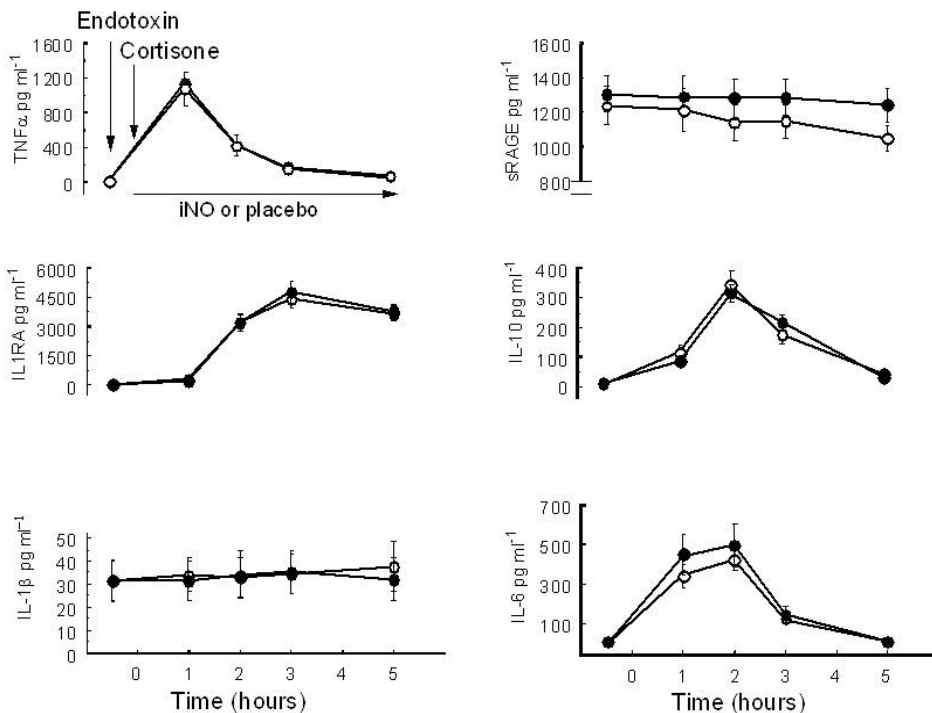 Endotoxin
Cortisone
TNFα pg ml⁻¹
1600
1200
800
400
0
iNO or placebo
sRAGE pg ml⁻¹
1600
1400
1200
1000
800
IL1RA pg ml⁻¹
6000
4500
3000
1500
0
IL-10 pg ml⁻¹
400
300
200
100
0
IL-1β pg ml⁻¹
50
40
30
20
10
0
0 1 2 3 4 5
Time (hours)
IL-6 pg ml⁻¹
700
500
300
100
0 1 2 3 4 5
Time (hours)